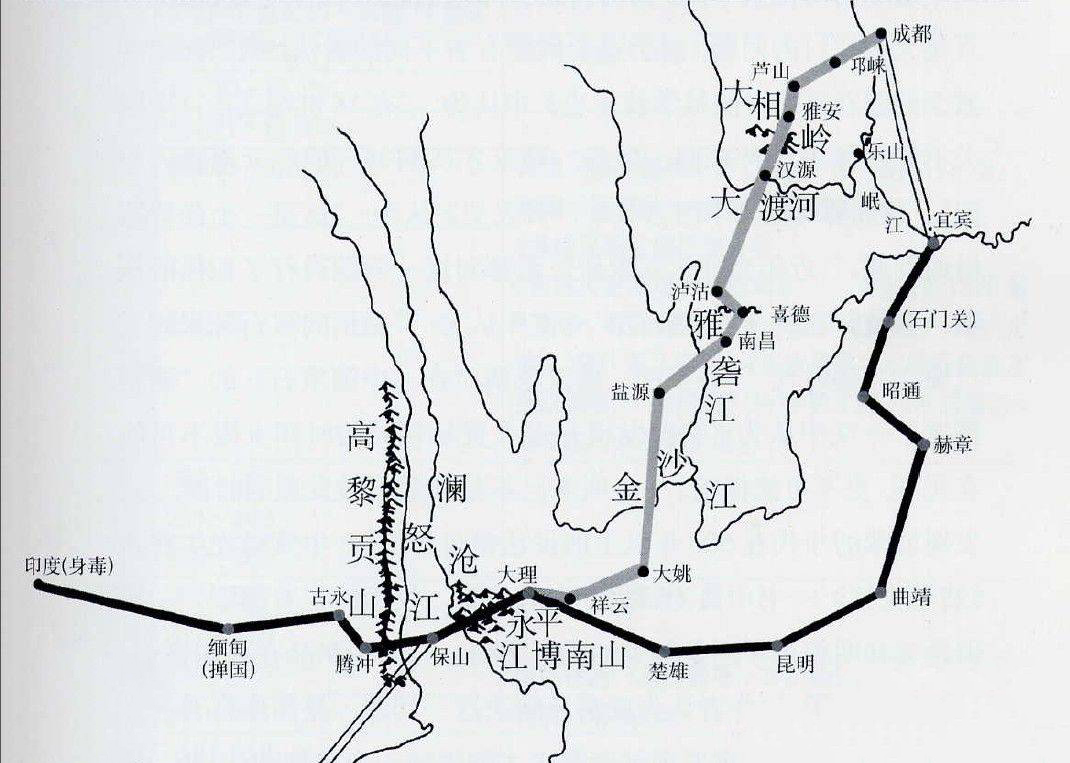 成都
邛崃
芦山
雅安
大相岭
乐山
汉源
大渡河
岷江
宜宾
泸沽
喜德
(石门关)
南昌
雅砻江
盐源
昭通
赫章
高黎贡山
澜沧江
怒江
金沙江
印度(身毒)
大理
大姚
古永
祥云
曲靖
永平
博南山
缅甸
(掸国)
腾冲
保山
楚雄
昆明